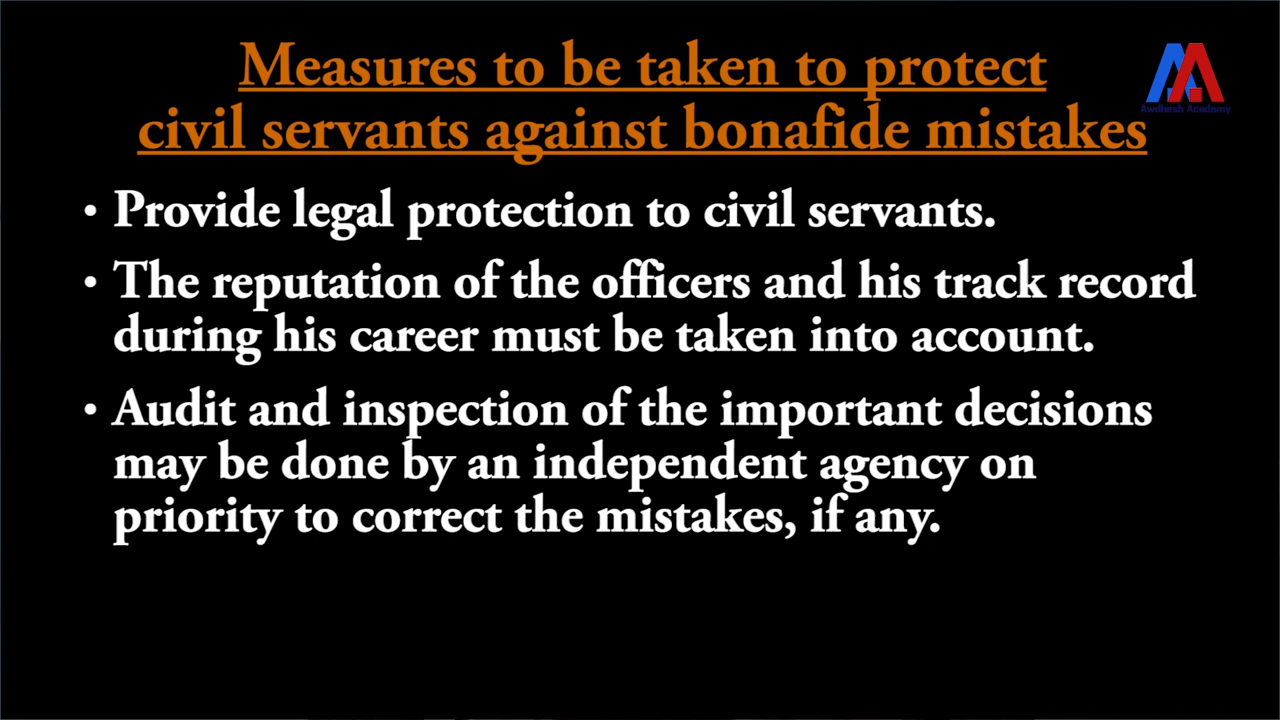 Measures to be taken to protect
civil servants against bonafide mistakes
Awdhesh Academy
• Provide legal protection to civil servants.
• The reputation of the officers and his track record
during his career must be taken into account.
• Audit and inspection of the important decisions
may be done by an independent agency on
priority to correct the mistakes, if any.